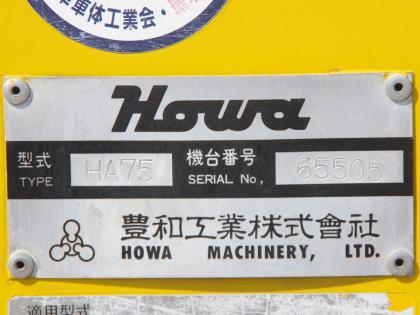 車体工業会・
Howa
型式 HA75 機台番号 65505
TYPE SERIAL No,
豊和工業株式會社
HOWA MACHINERY, LTD.
適用型式